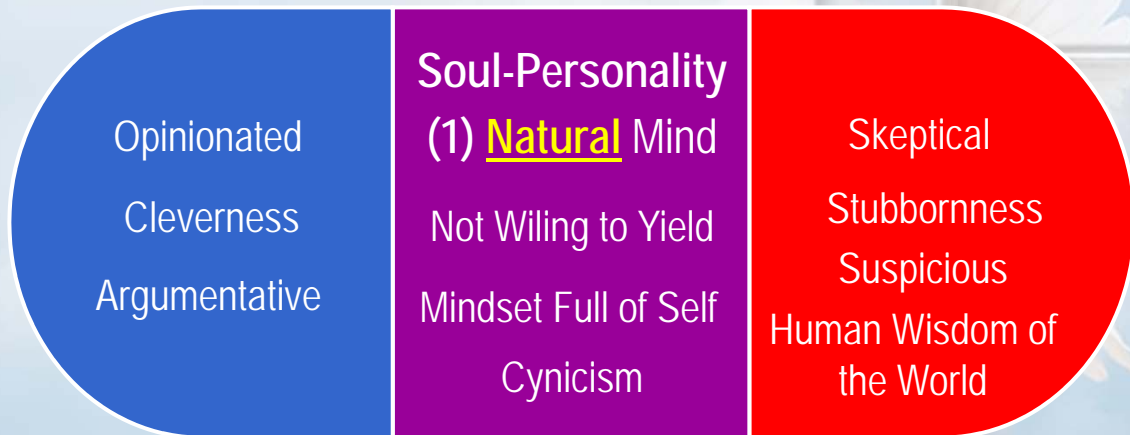 Opinionated
Cleverness
Argumentative
Soul-Personality
(1) Natural Mind
Not Wiling to Yield
Mindset Full of Self
Cynicism
Skeptical
Stubbornness
Suspicious
Human Wisdom of
the World